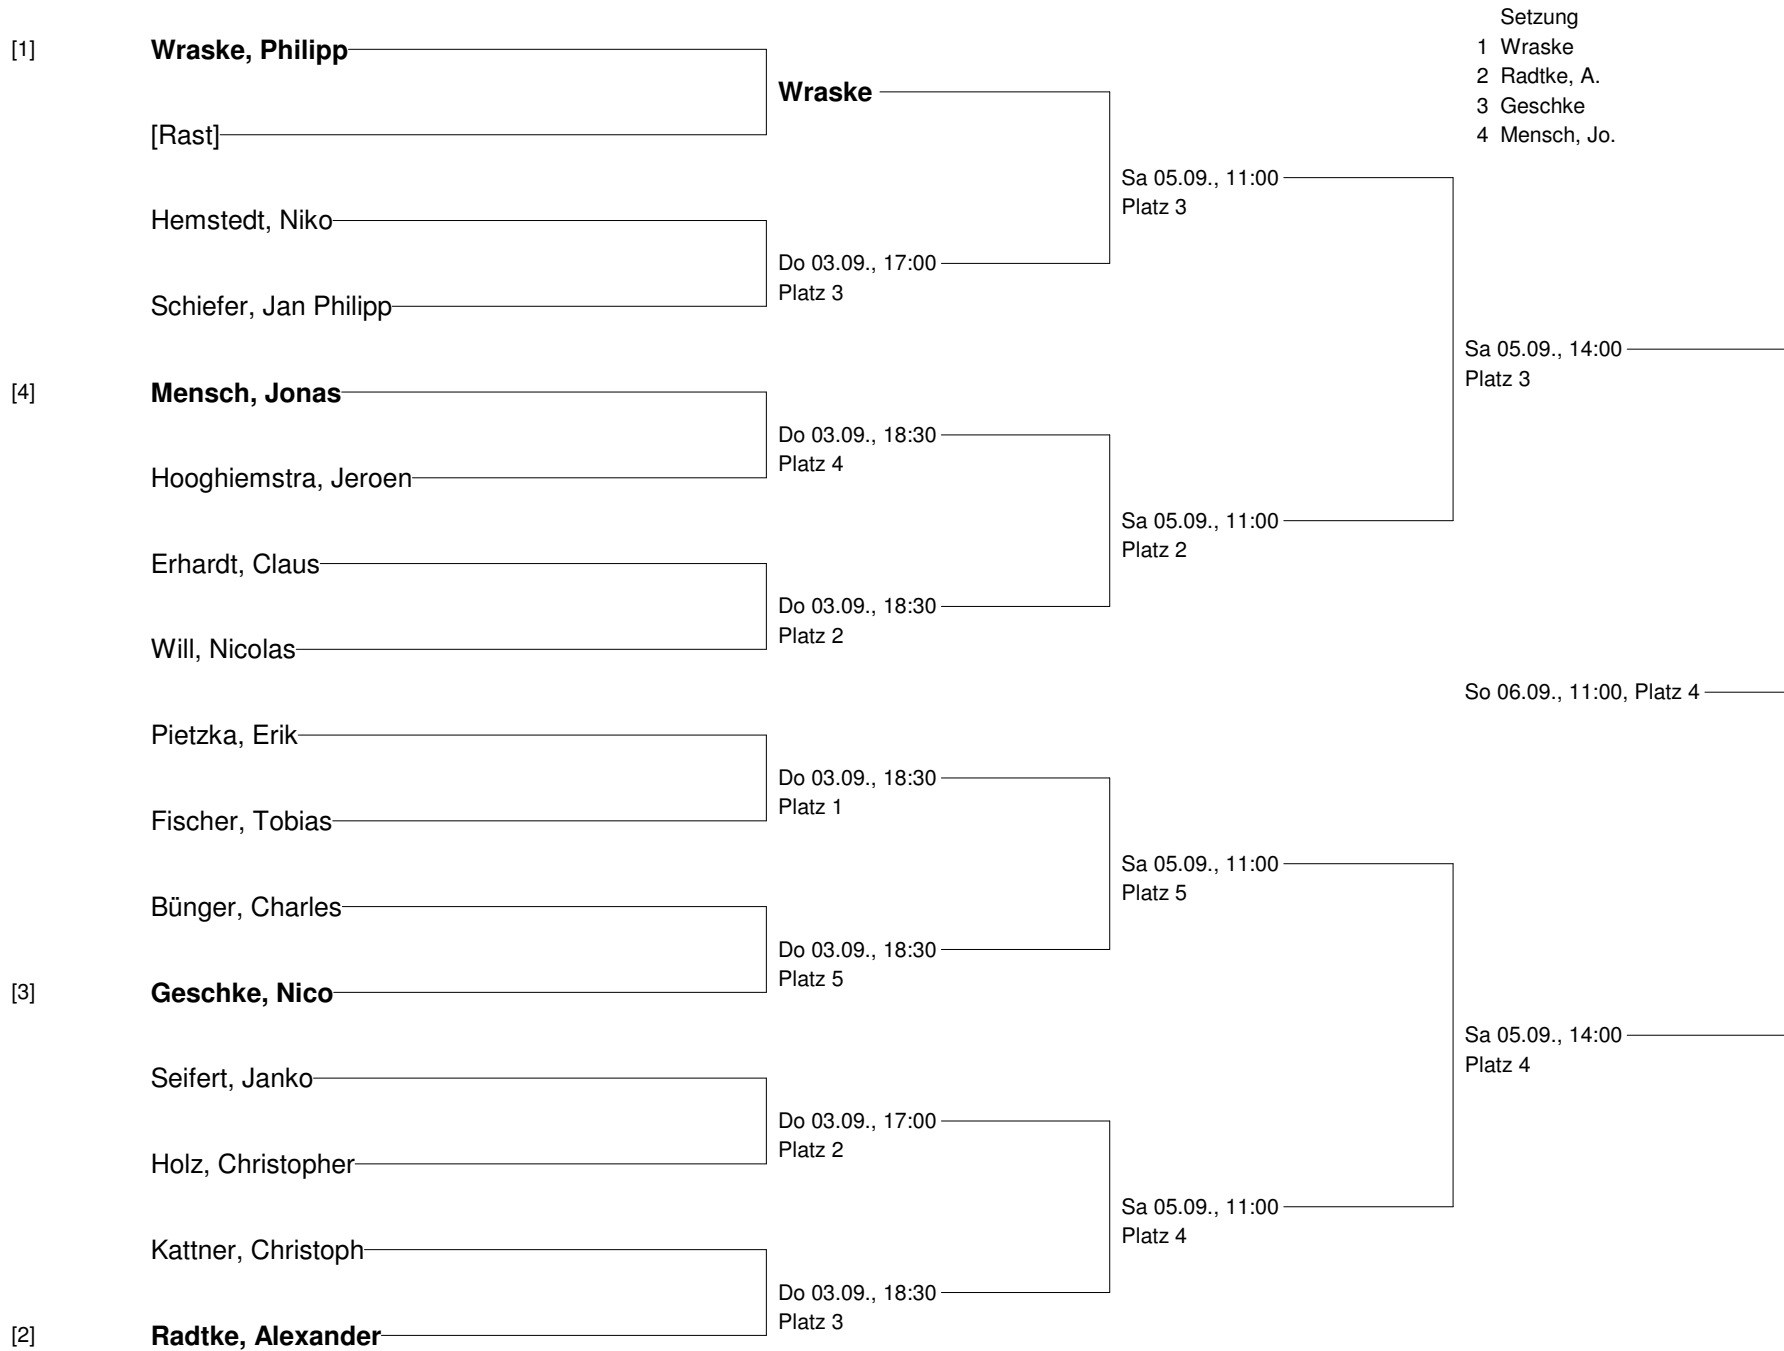 Setzung
1 Wraske
2 Radtke, A.
3 Geschke
4 Mensch, Jo.
[1] Wraske, Philipp
Wraske
[Rast]
Sa 05.09., 11:00
Platz 3
Hemstedt, Niko
Do 03.09., 17:00
Platz 3
Schiefer, Jan Philipp
Sa 05.09., 14:00
Platz 3
[4] Mensch, Jonas
Do 03.09., 18:30
Platz 4
Hooghiemstra, Jeroen
Sa 05.09., 11:00
Platz 2
Erhardt, Claus
Do 03.09., 18:30
Platz 2
Will, Nicolas
So 06.09., 11:00, Platz 4
Pietzka, Erik
Do 03.09., 18:30
Platz 1
Fischer, Tobias
Sa 05.09., 11:00
Platz 5
Bünger, Charles
Do 03.09., 18:30
Platz 5
[3] Geschke, Nico
Sa 05.09., 14:00
Platz 4
Seifert, Janko
Do 03.09., 17:00
Platz 2
Holz, Christopher
Sa 05.09., 11:00
Platz 4
Kattner, Christoph
Do 03.09., 18:30
Platz 3
[2] Radtke, Alexander